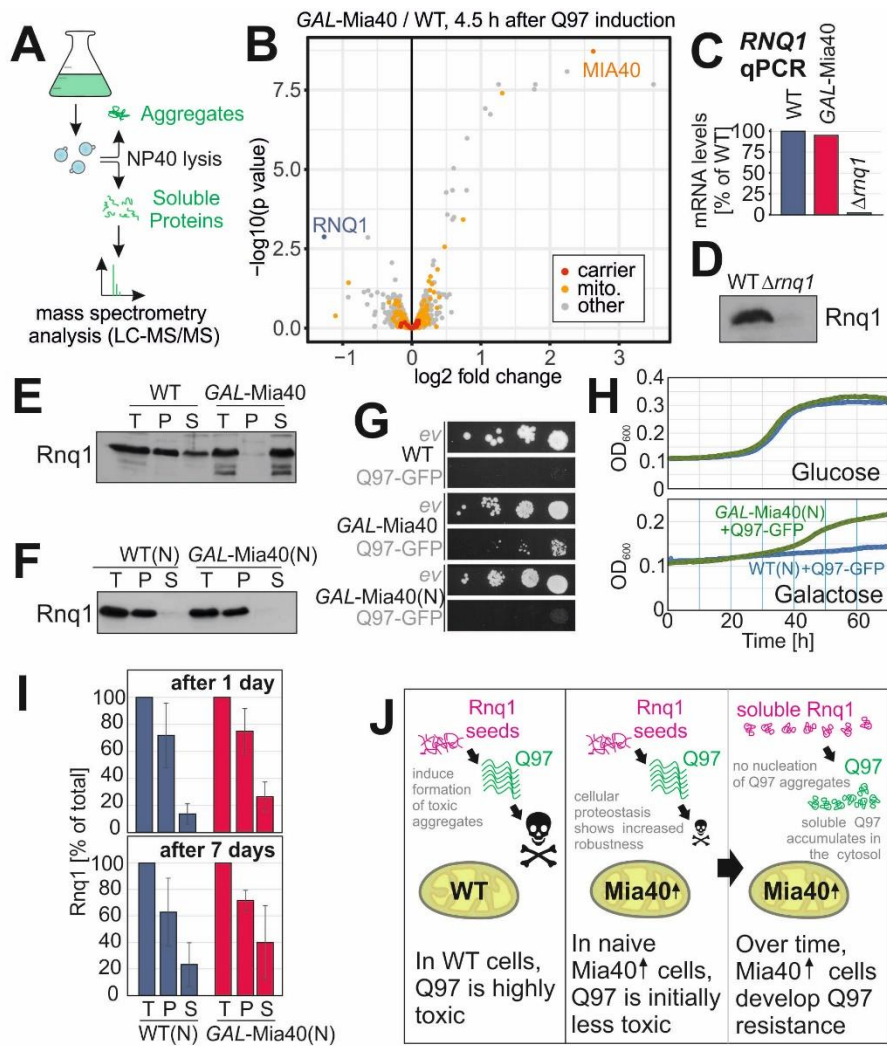 A
Aggregates
NP40 lysis
Soluble
Proteins
mass spectrometry
analysis (LC-MS/MS)
B
GAL-Mia40 / WT, 4.5 h after Q97 induction
−log10(p value)
7.5
5.0
2.5
0.0
MIA40
RNQ1
carrier
mito.
other
−1
0
1
2
3
log2 fold change
C
RNQ1
qPCR
WT
GAL-Mia40
Δrnq1
mRNA levels
[% of WT]
100
75
50
25
0
D
WT Δrnq1
Rnq1
E
WT GAL-Mia40
T P S T P S
Rnq1
F
WT(N) GAL-Mia40(N)
T P S T P S
Rnq1
G
ev
WT
Q97-GFP
ev
GAL-Mia40
Q97-GFP
ev
GAL-Mia40(N)
Q97-GFP
H
OD600
0.4
0.3
0.2
0.1
0
Glucose
OD600
0.2
0.1
0
GAL-Mia40(N)
+Q97-GFP
WT(N)+Q97-GFP
Galactose
0 20 40 60
Time [h]
I
Rnq1 [% of total]
after 1 day
100
80
60
40
20
0
after 7 days
100
80
60
40
20
0
T P S T P S
WT(N) GAL-Mia40(N)
J
Rnq1
seeds
Q97
induce
formation
of toxic
aggregates
WT
In WT cells,
Q97 is highly
toxic
Rnq1
seeds
Q97
cellular
proteostasis
shows increased
robustness
Mia40↑
In naive
Mia40↑ cells,
Q97 is initially
less toxic
soluble Rnq1
no nucleation
of Q97 aggregates
Q97
soluble Q97
accumulates in
the cytosol
Mia40↑
Over time,
Mia40↑ cells
develop Q97
resistance